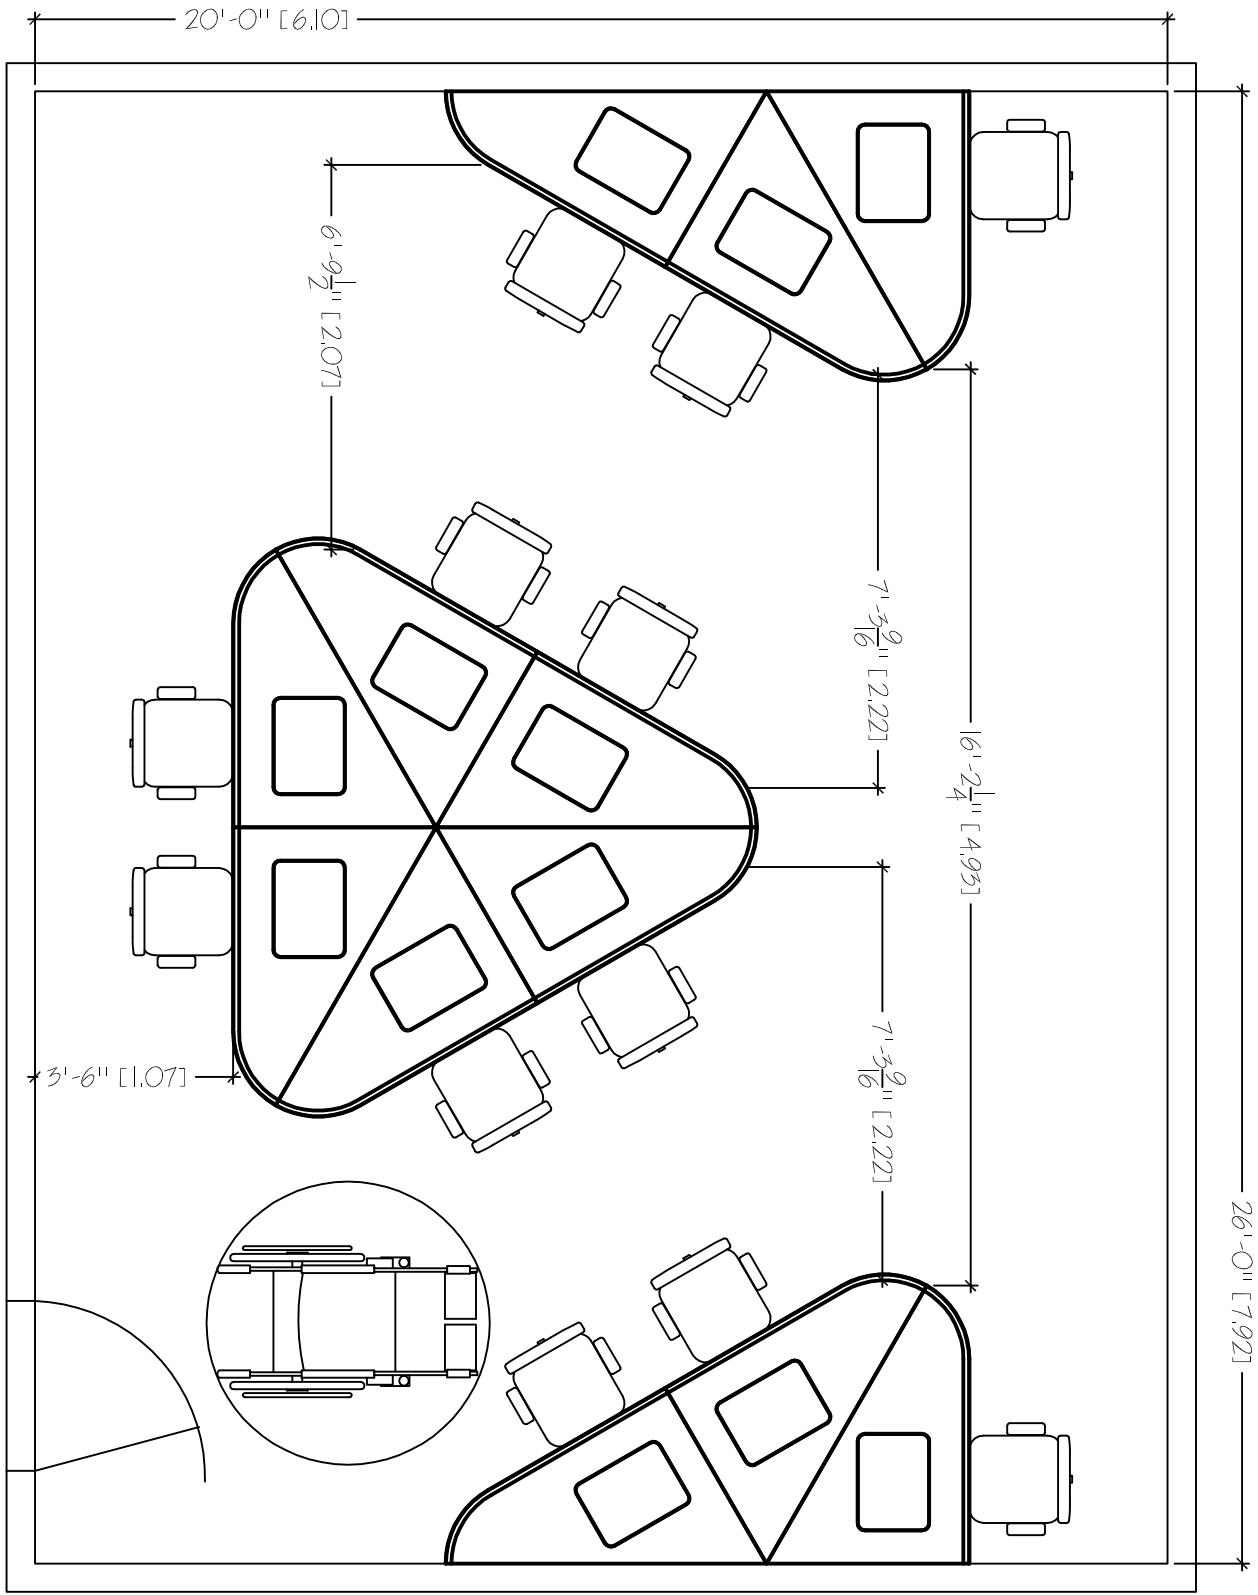 20'-0" [6.10]
6'-9 1/2" [2.07]
7'-3 9/16" [2.22]
16'-2 1/4" [4.93]
7'-3 9/16" [2.22]
3'-6" [1.07]
26'-0" [7.92]